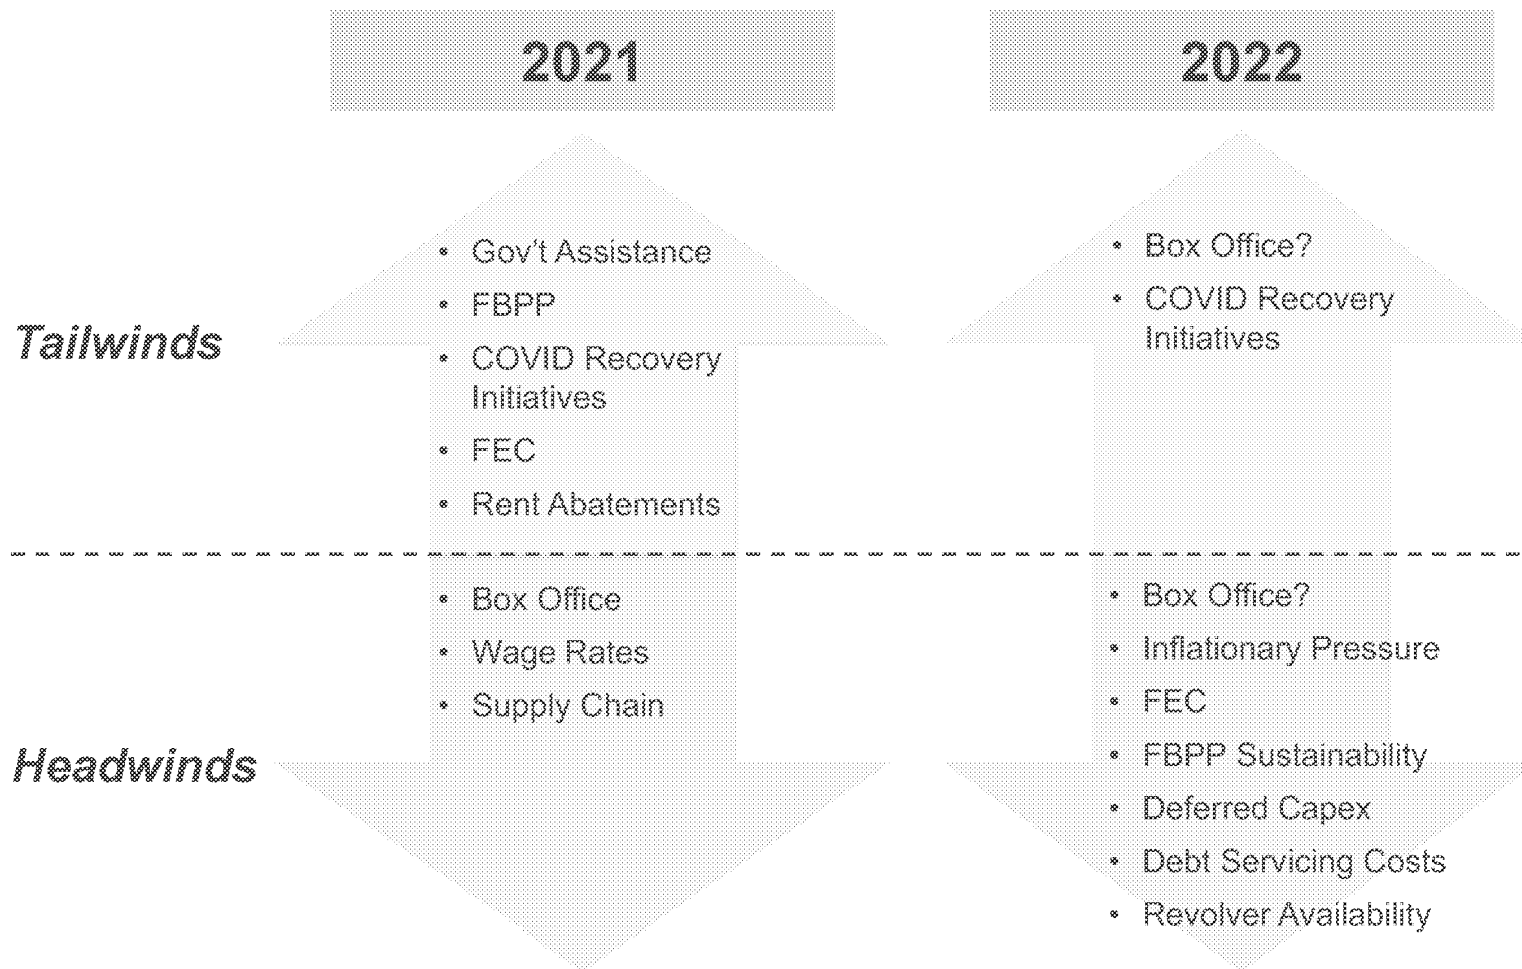 2021
2022
Tailwinds
• Gov't Assistance
• FBPP
• COVID Recovery
Initiatives
• FEC
• Rent Abatements
• Box Office?
• COVID Recovery
Initiatives
Headwinds
• Box Office
• Wage Rates
• Supply Chain
• Box Office?
• Inflationary Pressure
• FEC
• FBPP Sustainability
• Deferred Capex
• Debt Servicing Costs
• Revolver Availability